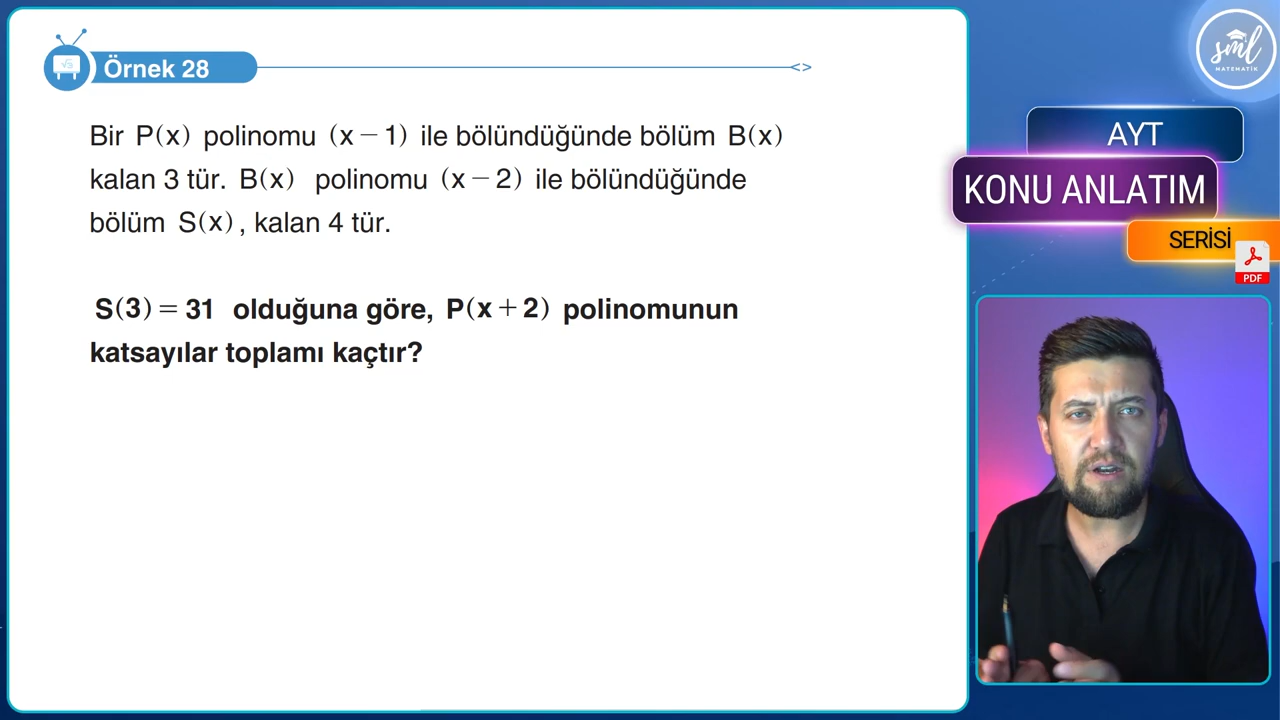 Örnek 28
Bir P(x) polinomu (x − 1) ile bölündüğünde bölüm B(x)
kalan 3 tür. B(x) polinomu (x − 2) ile bölündüğünde
bölüm S(x), kalan 4 tür.
S(3) = 31 olduğuna göre, P(x + 2) polinomunun
katsayılar toplamı kaçtır?
sml
MATEMATİK
AYT
KONU ANLATIM
SERİSİ
PDF